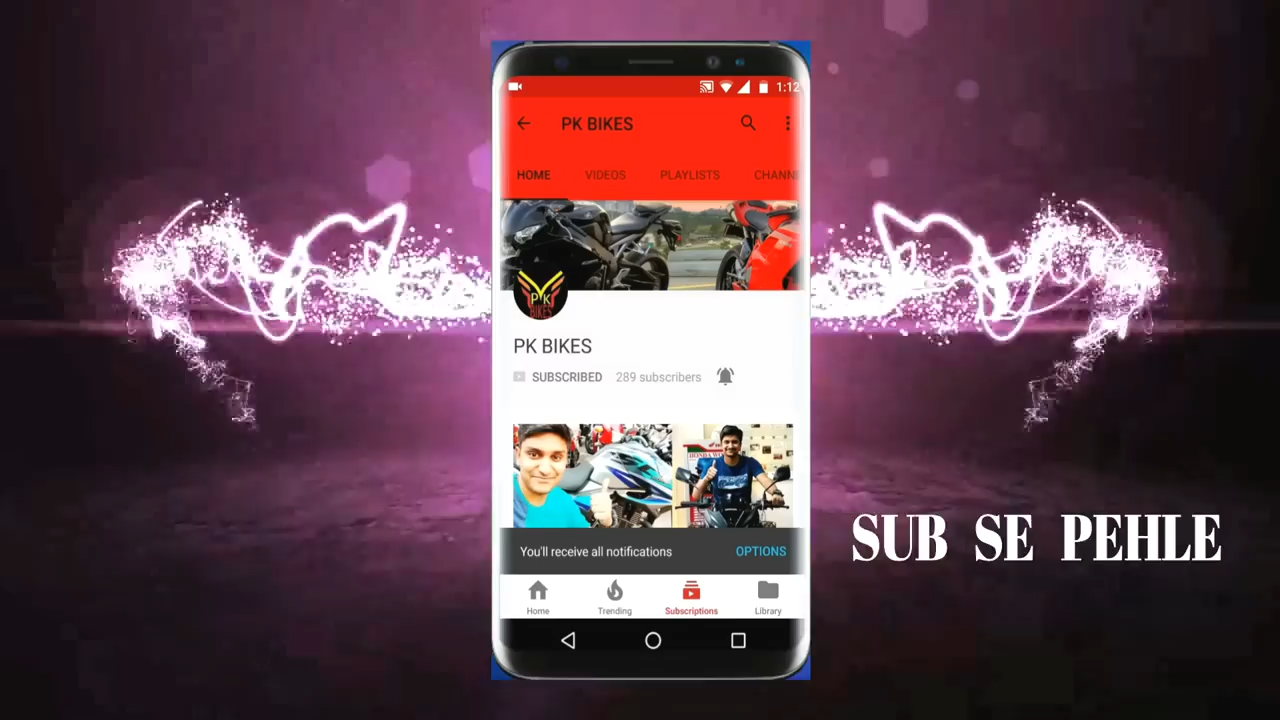 1:12
PK BIKES
HOME VIDEOS PLAYLISTS CHANN
PK
BIKES
PK BIKES
SUBSCRIBED 289 subscribers
You'll receive all notifications OPTIONS
Home Trending Subscriptions Library
SUB SE PEHLE